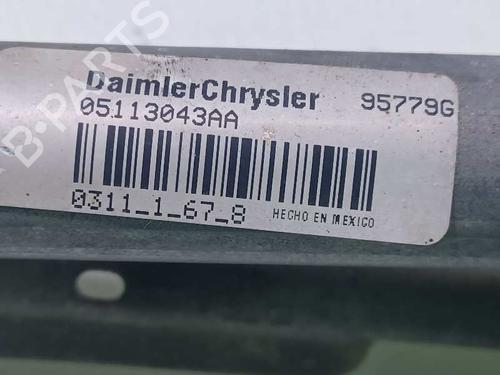 DaimlerChrysler 95779G
05113043AA
0311_1_67_8 HECHO EN MEXICO
B-PARTS